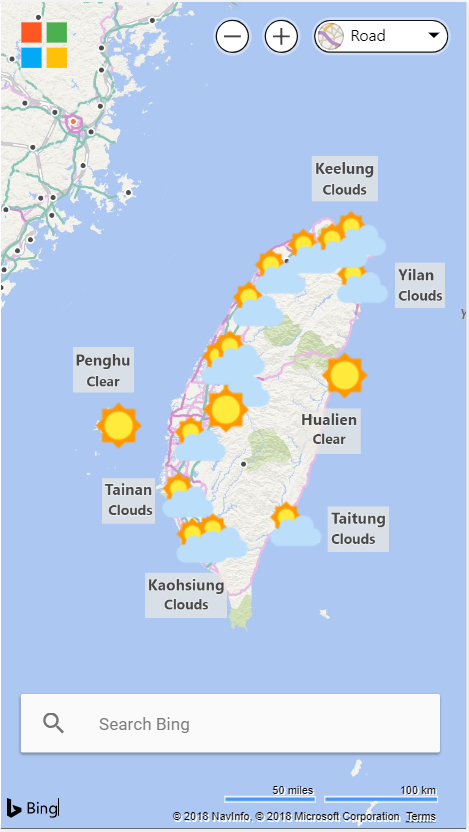 Road
Keelung
Clouds
Yilan
Clouds
Penghu
Clear
Hualien
Clear
Tainan
Clouds
Taitung
Clouds
Kaohsiung
Clouds
Search Bing
50 miles
100 km
Bing
© 2018 NavInfo, © 2018 Microsoft Corporation Terms